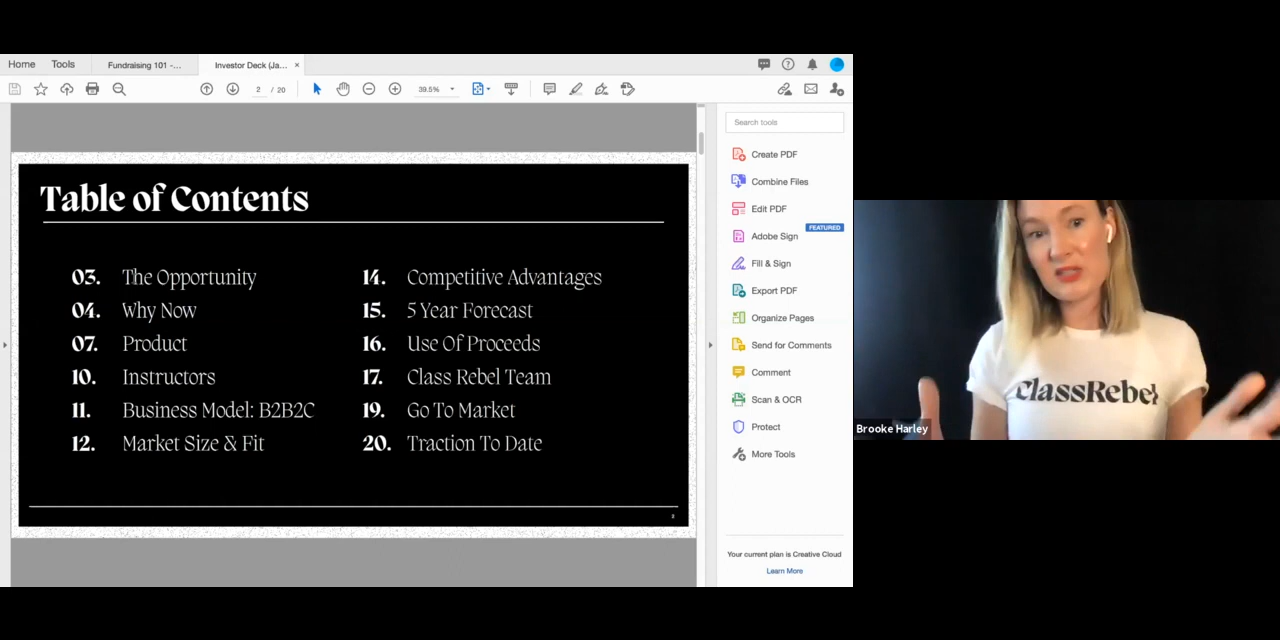 Home Tools Fundraising 101 -... Investor Deck (Ja... ×
2 / 20 39.5%
Table of Contents
03. The Opportunity
04. Why Now
07. Product
10. Instructors
11. Business Model: B2B2C
12. Market Size & Fit
14. Competitive Advantages
15. 5 Year Forecast
16. Use Of Proceeds
17. Class Rebel Team
19. Go To Market
20. Traction To Date
Search tools
Create PDF
Combine Files
Edit PDF
FEATURED
Adobe Sign
Fill & Sign
Export PDF
Organize Pages
Send for Comments
Comment
Scan & OCR
Protect
More Tools
Your current plan is Creative Cloud
Learn More
ClassRebel
Brooke Harley